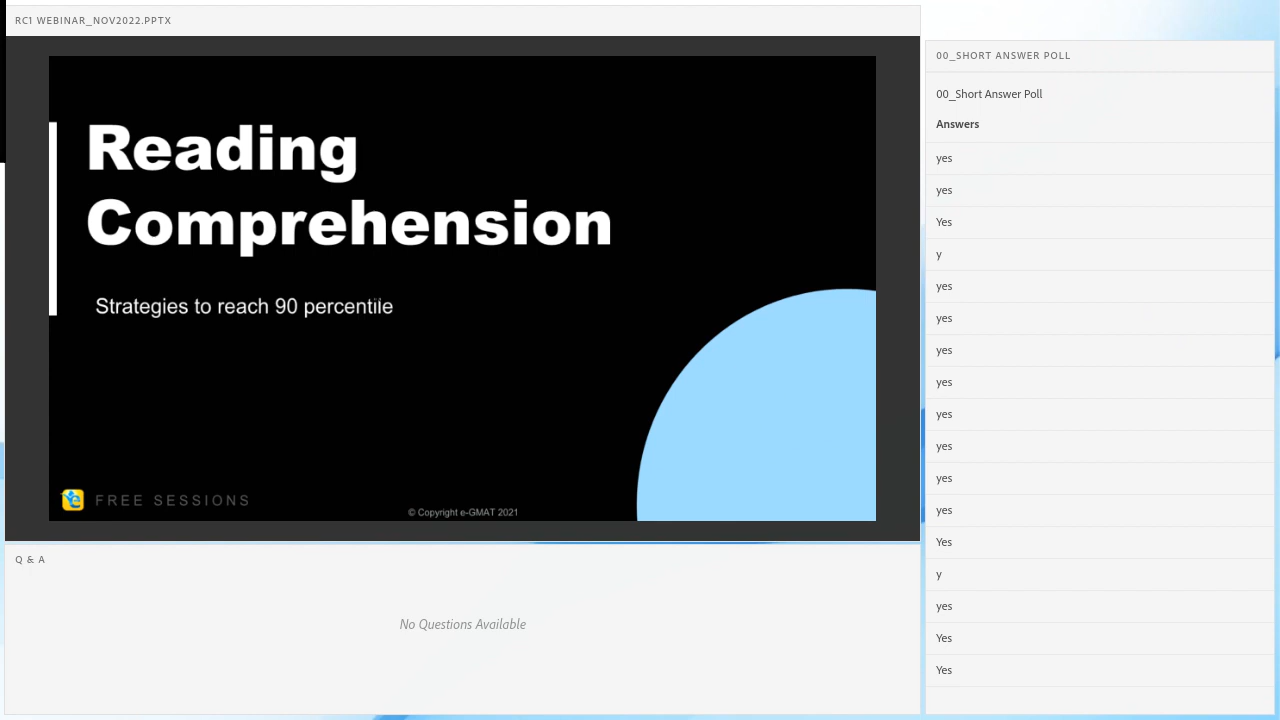 RC1 WEBINAR_NOV2022.PPTX
Reading
Comprehension
Strategies to reach 90 percentile
FREE SESSIONS
© Copyright e-GMAT 2021
Q & A
No Questions Available
00_SHORT ANSWER POLL
00_Short Answer Poll
Answers
yes
yes
Yes
y
yes
yes
yes
yes
yes
yes
yes
yes
Yes
y
yes
Yes
Yes